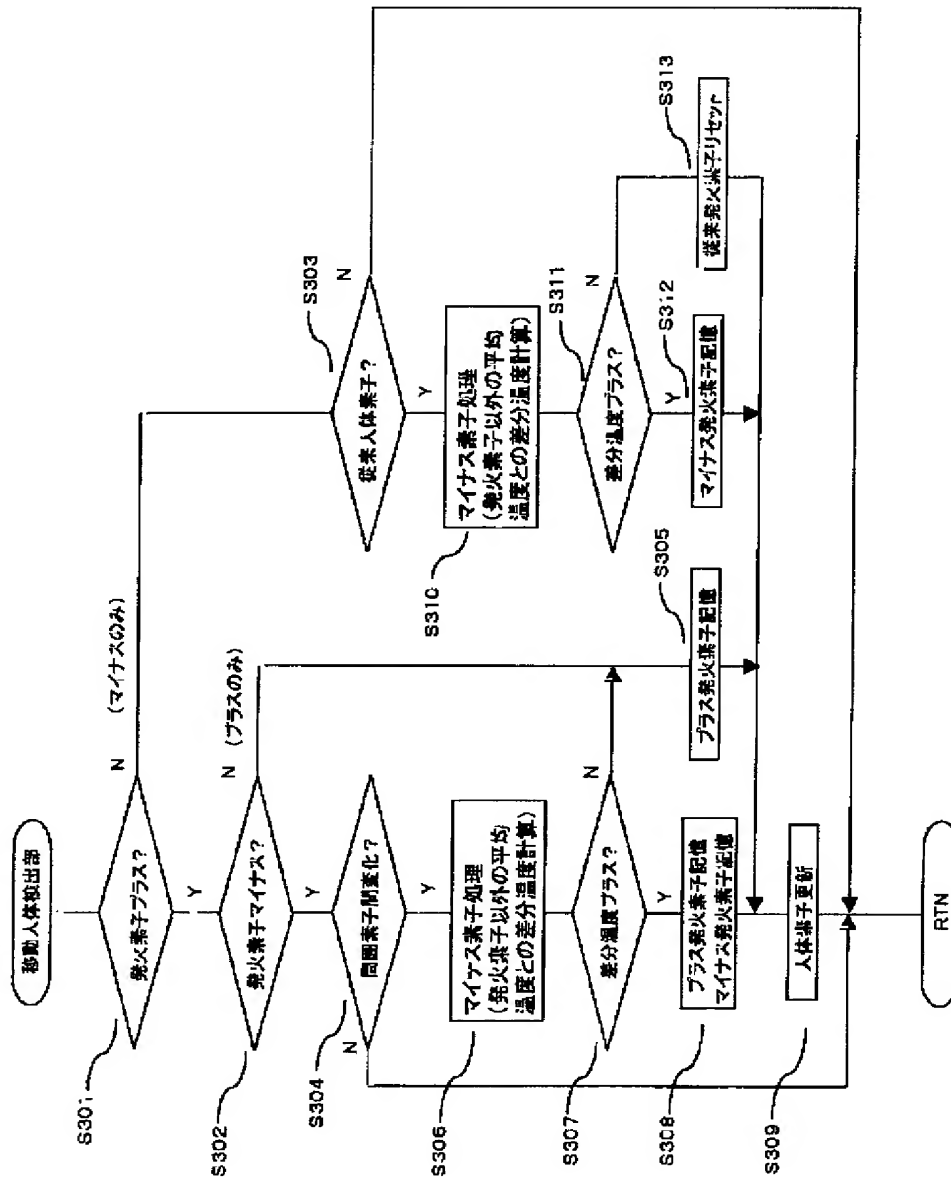 移動人体検出部
S301
発火素子プラス?
N
(マイナスのみ)
Y
S302
発火素子マイナス?
N
(プラスのみ)
Y
S303
従来人体素子?
N
Y
S304
周囲素子間変化?
N
Y
S306
マイナス素子処理
(発火素子以外の平均
温度との差分温度計算)
S310
マイナス素子処理
(発火素子以外の平均
温度との差分温度計算)
S307
差分温度プラス?
N
Y
S311
差分温度プラス?
N
Y
S308
プラス発火素子記憶
マイナス発火素子記憶
S305
プラス発火素子記憶
S312
マイナス発火素子記憶
S313
従来発火素子リセット
S309
人体素子更新
RTN